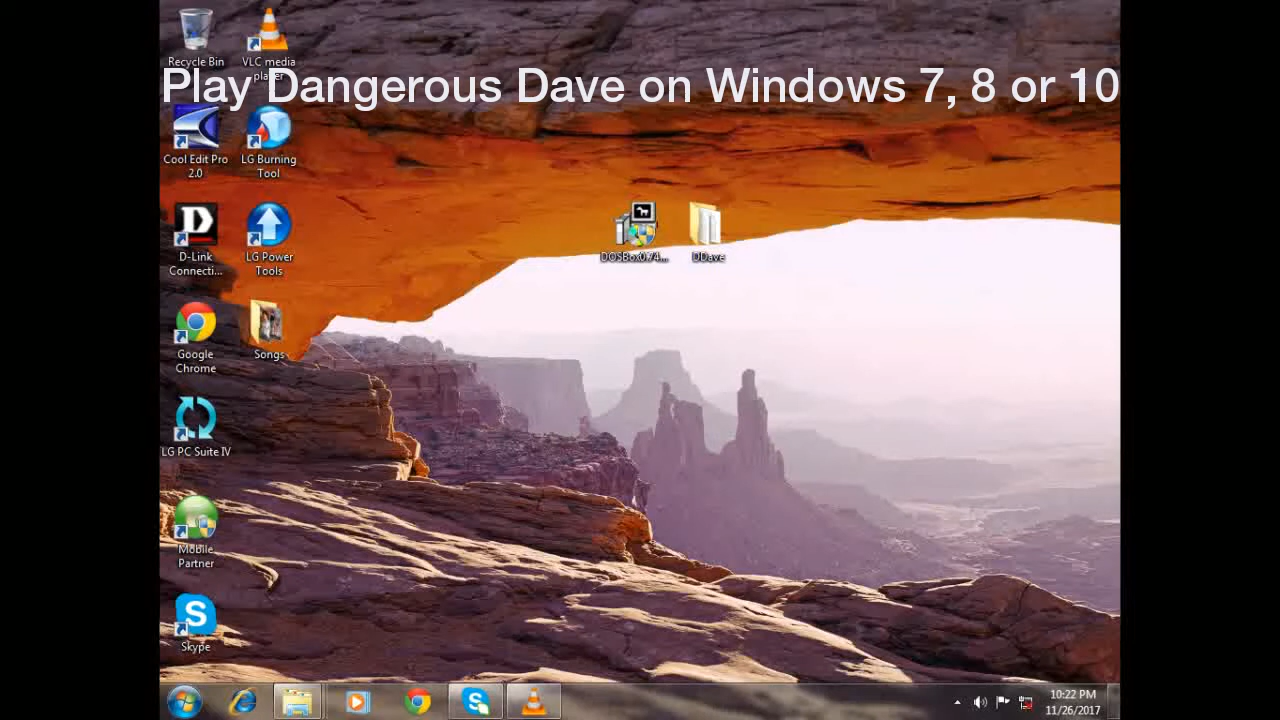 Recycle Bin
VLC media
player
Play Dangerous Dave on Windows 7, 8 or 10
Cool Edit Pro
2.0
LG Burning
Tool
D
D-Link
Connecti...
LG Power
Tools
DOSBox0.74...
DDave
Google
Chrome
Songs
LG PC Suite IV
Mobile
Partner
S
Skype
10:22 PM
11/26/2017